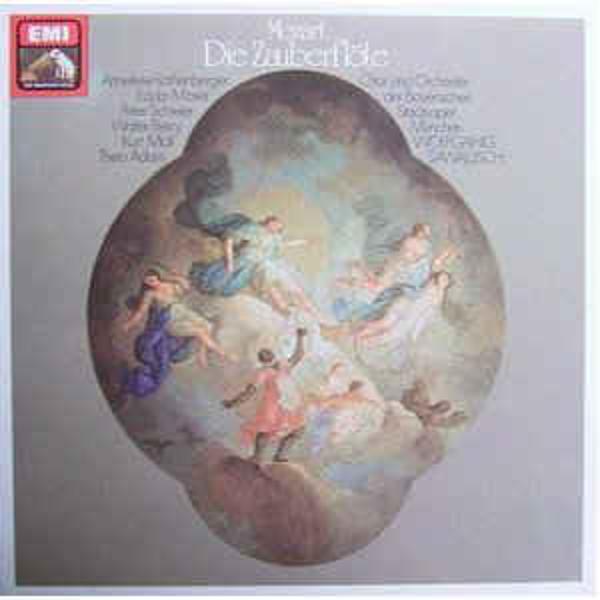 EMI
Mozart
Die Zauberflöte
Anneliese Rothenberger
Edda Moser
Peter Schreier
Walter Berry
Kurt Moll
Theo Adam
Chor und Orchester
der Bayerischen
Staatsoper
München
WOLFGANG
SAWALLISCH